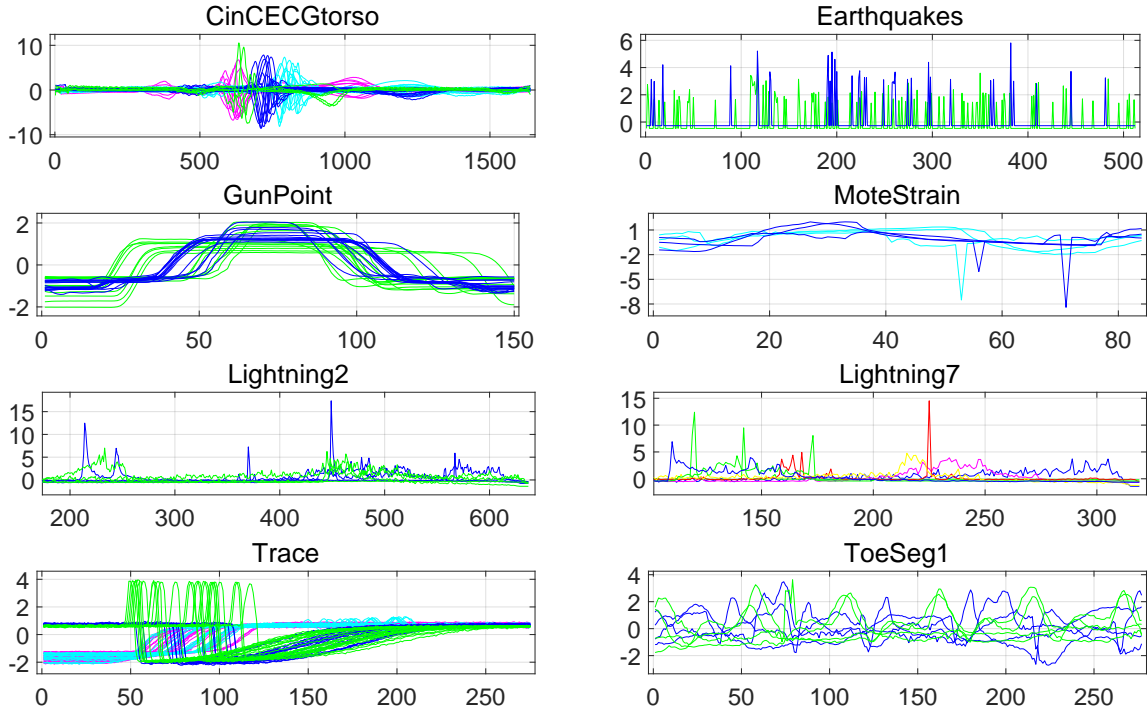 CinCECGtorso
10
0
-10
0 500 1000 1500
Earthquakes
6
4
2
0
0 100 200 300 400 500
GunPoint
2
0
-2
0 50 100 150
MoteStrain
1
-2
-5
-8
0 20 40 60 80
Lightning2
15
10
5
0
200 300 400 500 600
Lightning7
15
10
5
0
150 200 250 300
Trace
4
2
0
-2
0 50 100 150 200 250
ToeSeg1
4
2
0
-2
0 50 100 150 200 250